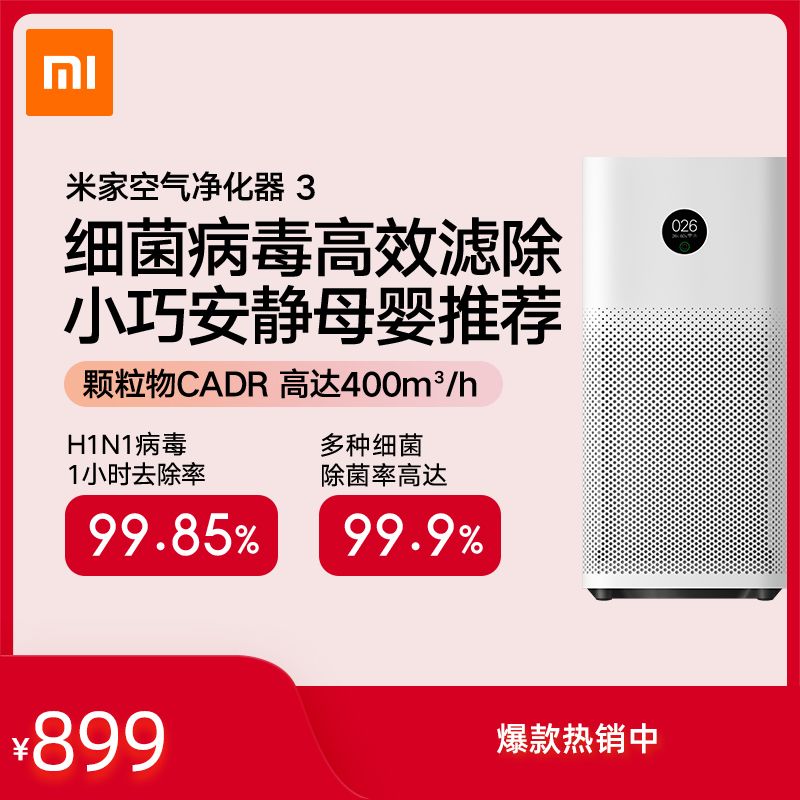 mi
米家空气净化器 3
细菌病毒高效滤除
小巧安静母婴推荐
颗粒物CADR 高达400m³/h
H1N1病毒
1小时去除率
99.85%
多种细菌
除菌率高达
99.9%
026
¥899
爆款热销中